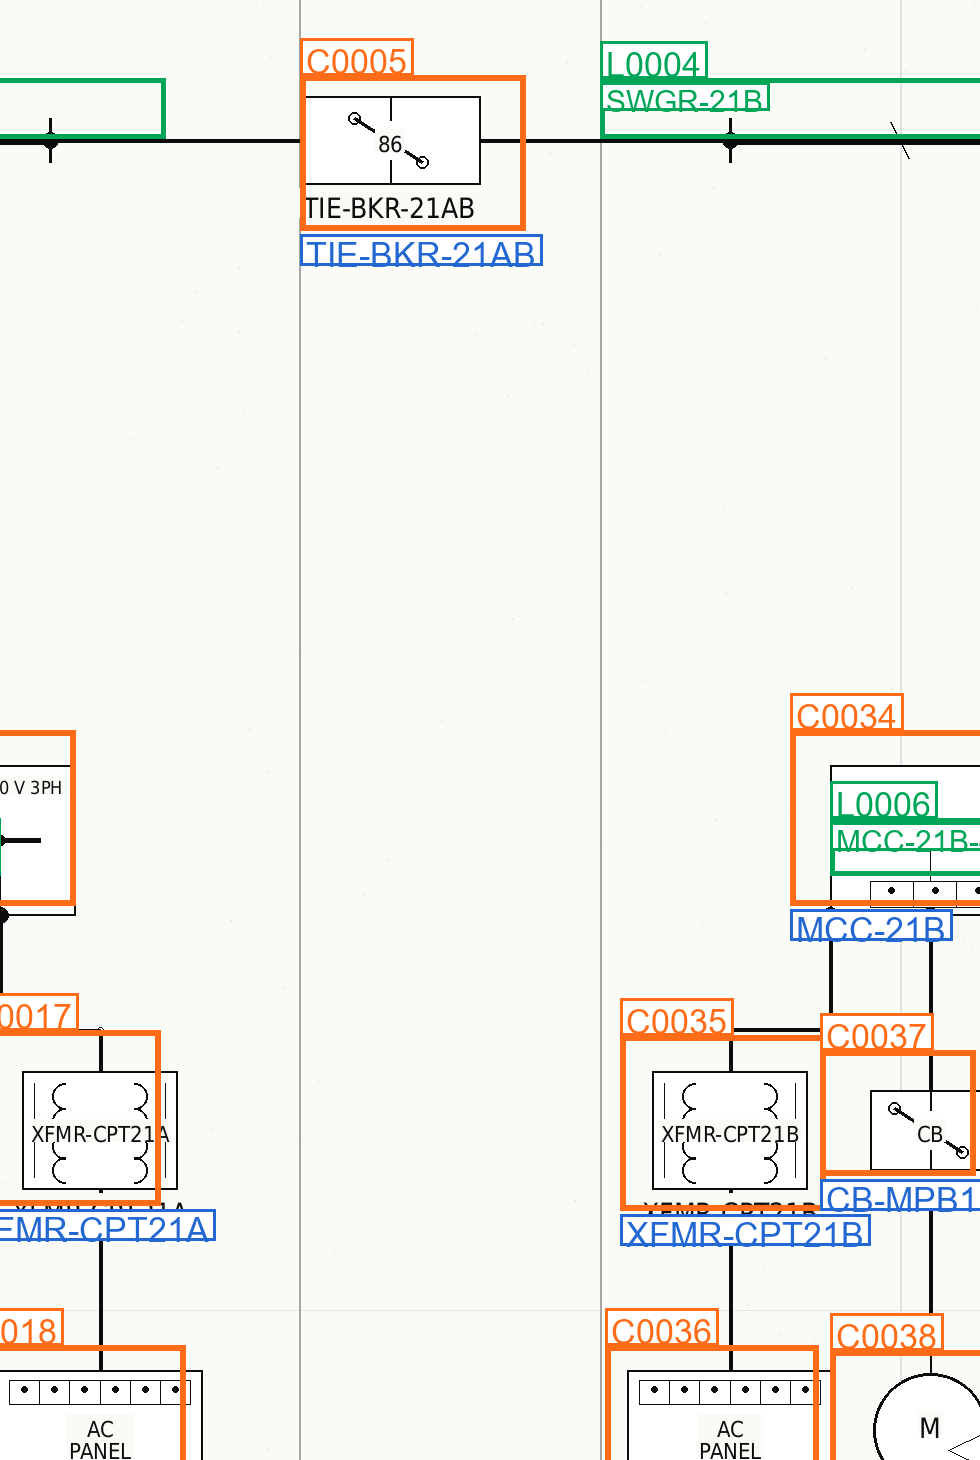 C0005
L0004
SWGR-21B
86
TIE-BKR-21AB
TIE-BKR-21AB
C0034
0 V 3PH
L0006
MCC-21B-
MCC-21B
0017
C0035
C0037
XFMR-CPT21A
XFMR-CPT21B
CB
FMR-CPT21A
CB-MPB1
XFMR-CPT21B
018
C0036
C0038
AC
PANEL
AC
PANEL
M